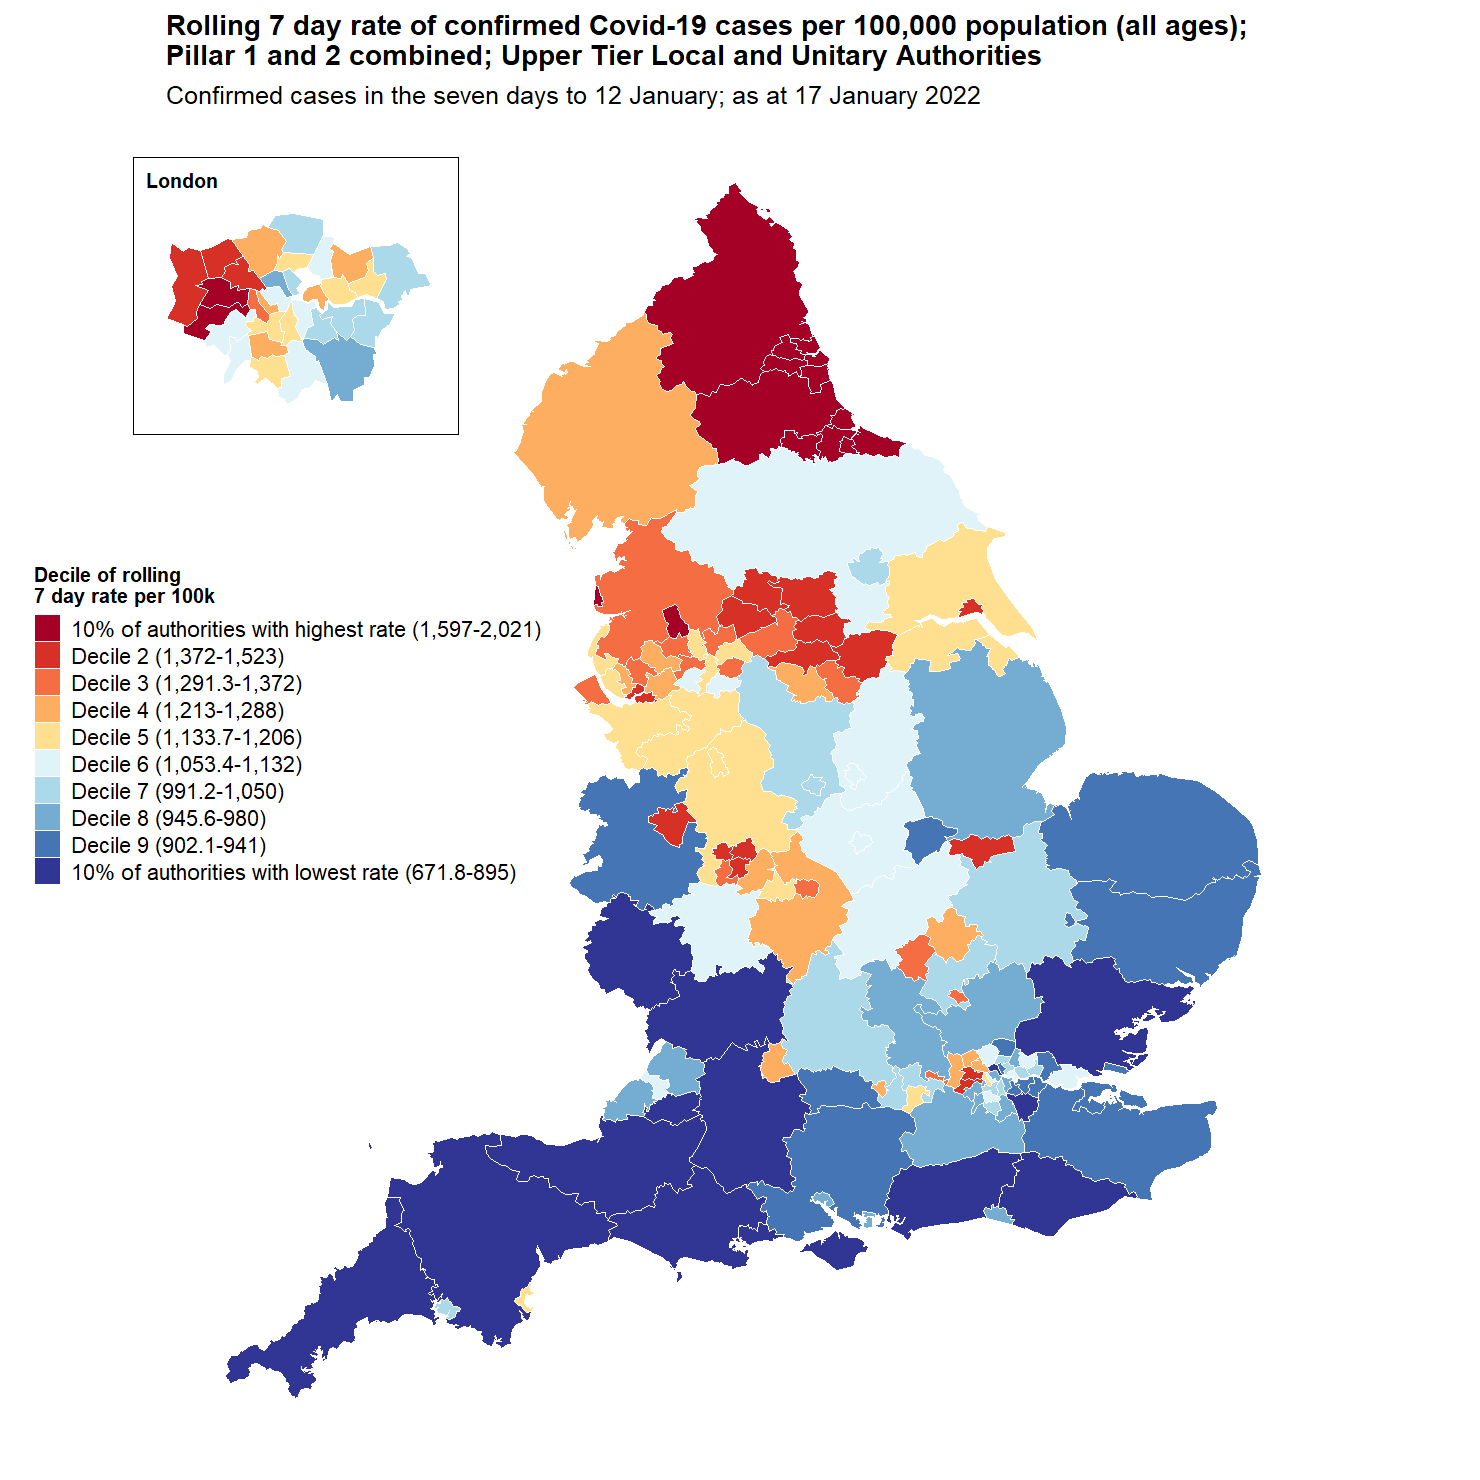 Rolling 7 day rate of confirmed Covid-19 cases per 100,000 population (all ages);
Pillar 1 and 2 combined; Upper Tier Local and Unitary Authorities
Confirmed cases in the seven days to 12 January; as at 17 January 2022
London
Decile of rolling
7 day rate per 100k
10% of authorities with highest rate (1,597-2,021)
Decile 2 (1,372-1,523)
Decile 3 (1,291.3-1,372)
Decile 4 (1,213-1,288)
Decile 5 (1,133.7-1,206)
Decile 6 (1,053.4-1,132)
Decile 7 (991.2-1,050)
Decile 8 (945.6-980)
Decile 9 (902.1-941)
10% of authorities with lowest rate (671.8-895)